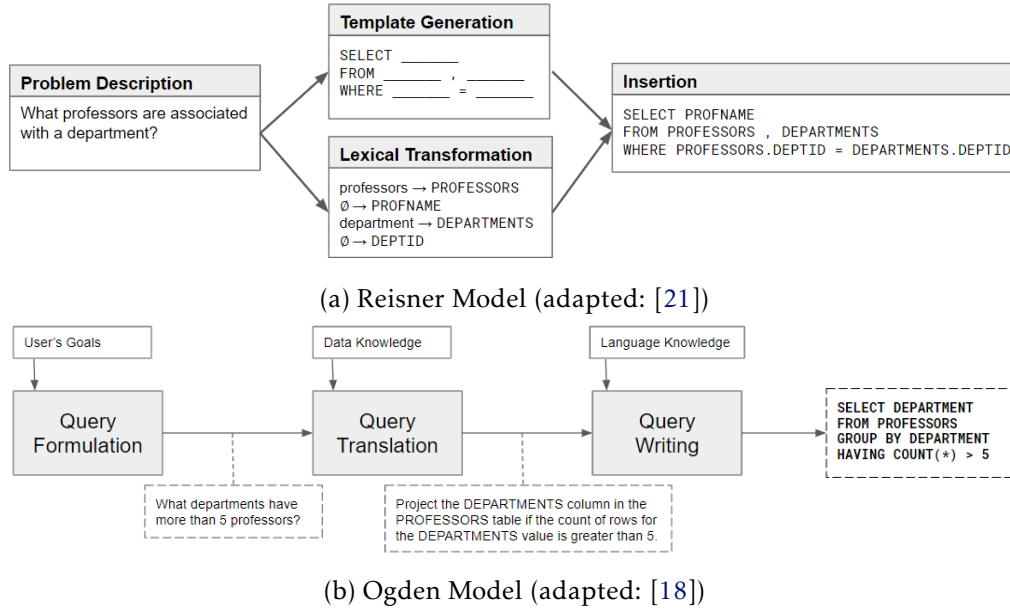 Template Generation
SELECT _______
FROM _______ , _______
WHERE _______ = _______
Problem Description
What professors are associated
with a department?
Lexical Transformation
professors → PROFESSORS
∅ → PROFNAME
department → DEPARTMENTS
∅ → DEPTID
Insertion
SELECT PROFNAME
FROM PROFESSORS , DEPARTMENTS
WHERE PROFESSORS.DEPTID = DEPARTMENTS.DEPTID
(a) Reisner Model (adapted: [21])
User's Goals
Data Knowledge
Language Knowledge
Query
Formulation
Query
Translation
Query
Writing
SELECT DEPARTMENT
FROM PROFESSORS
GROUP BY DEPARTMENT
HAVING COUNT(*) > 5
What departments have
more than 5 professors?
Project the DEPARTMENTS column in the
PROFESSORS table if the count of rows for
the DEPARTMENTS value is greater than 5.
(b) Ogden Model (adapted: [18])